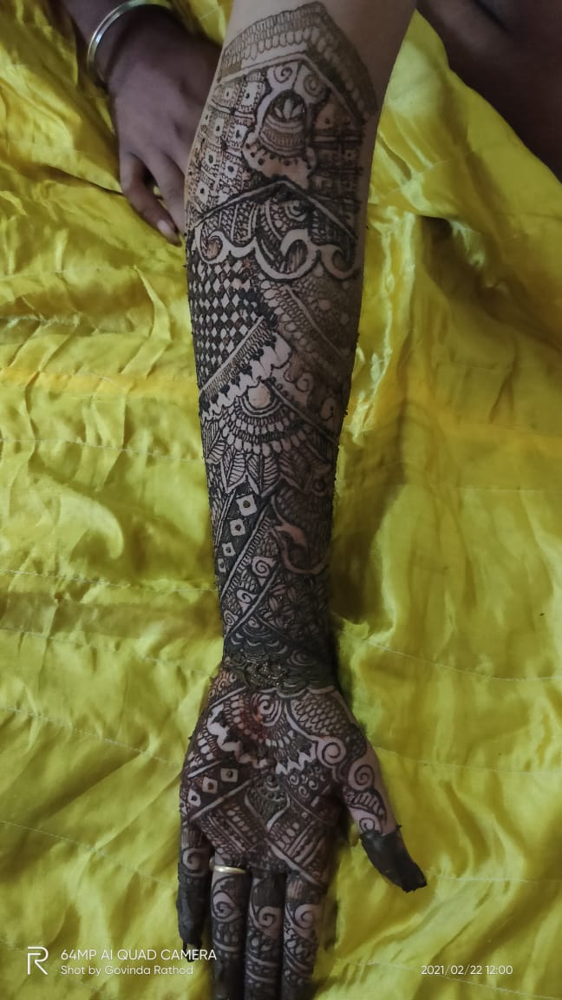 64MP AI QUAD CAMERA
Shot by Govinda Rathod
2021/02/22 12:00